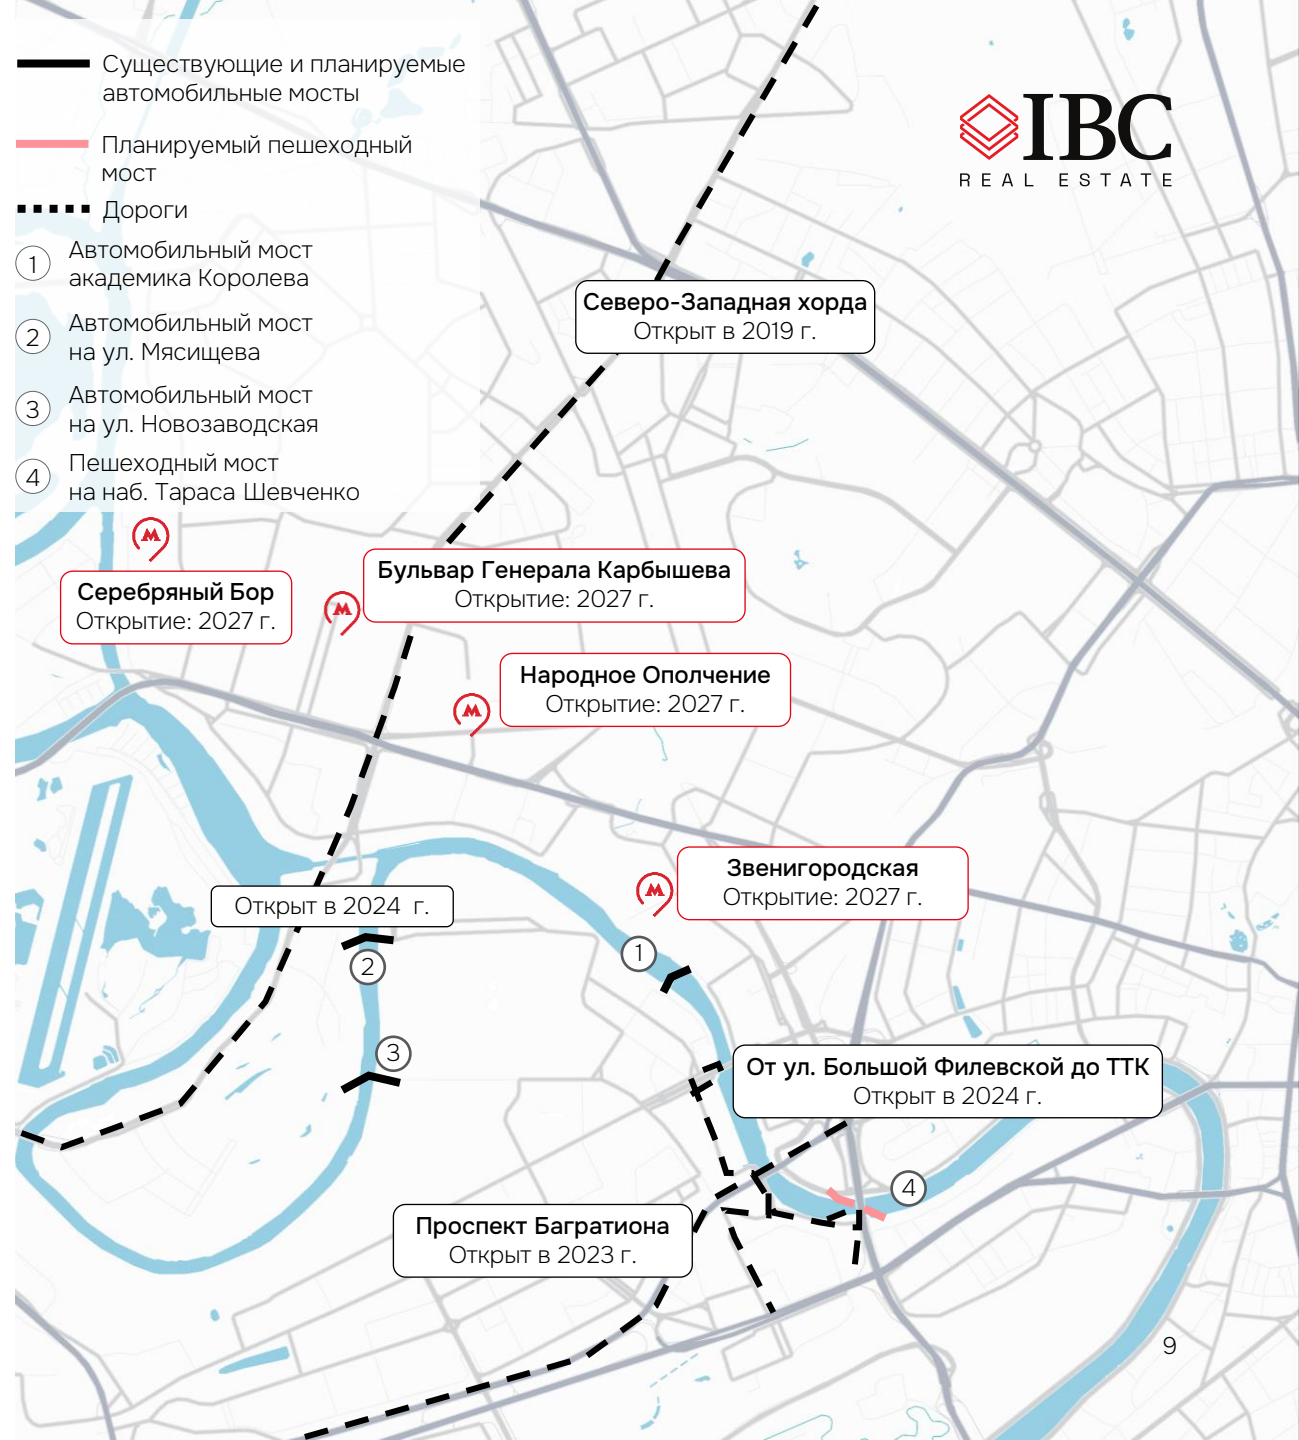 Существующие и планируемые
автомобильные мосты
Планируемый пешеходный
мост
Дороги
1 Автомобильный мост
академика Королева
2 Автомобильный мост
на ул. Мясищева
3 Автомобильный мост
на ул. Новозаводская
4 Пешеходный мост
на наб. Тараса Шевченко
IBC
REAL ESTATE
Северо-Западная хорда
Открыт в 2019 г.
М
Серебряный Бор
Открытие: 2027 г.
М
Бульвар Генерала Карбышева
Открытие: 2027 г.
М
Народное Ополчение
Открытие: 2027 г.
М
Звенигородская
Открытие: 2027 г.
Открыт в 2024 г.
2
1
3
От ул. Большой Филевской до ТТК
Открыт в 2024 г.
4
Проспект Багратиона
Открыт в 2023 г.
9